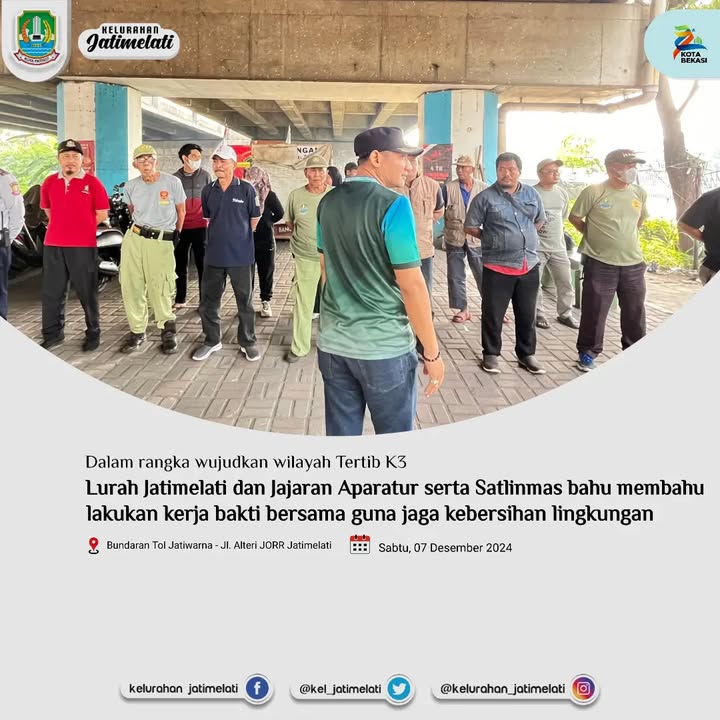 KELURAHAN
Jatimelati
KOTA
BEKASI
Dalam rangka wujudkan wilayah Tertib K3
Lurah Jatimelati dan Jajaran Aparatur serta Satlinmas bahu membahu
lakukan kerja bakti bersama guna jaga kebersihan lingkungan
Bundaran Tol Jatiwarna - Jl. Alteri JORR Jatimelati
Sabtu, 07 Desember 2024
kelurahan jatimelati
@kel_jatimelati
@kelurahan_jatimelati